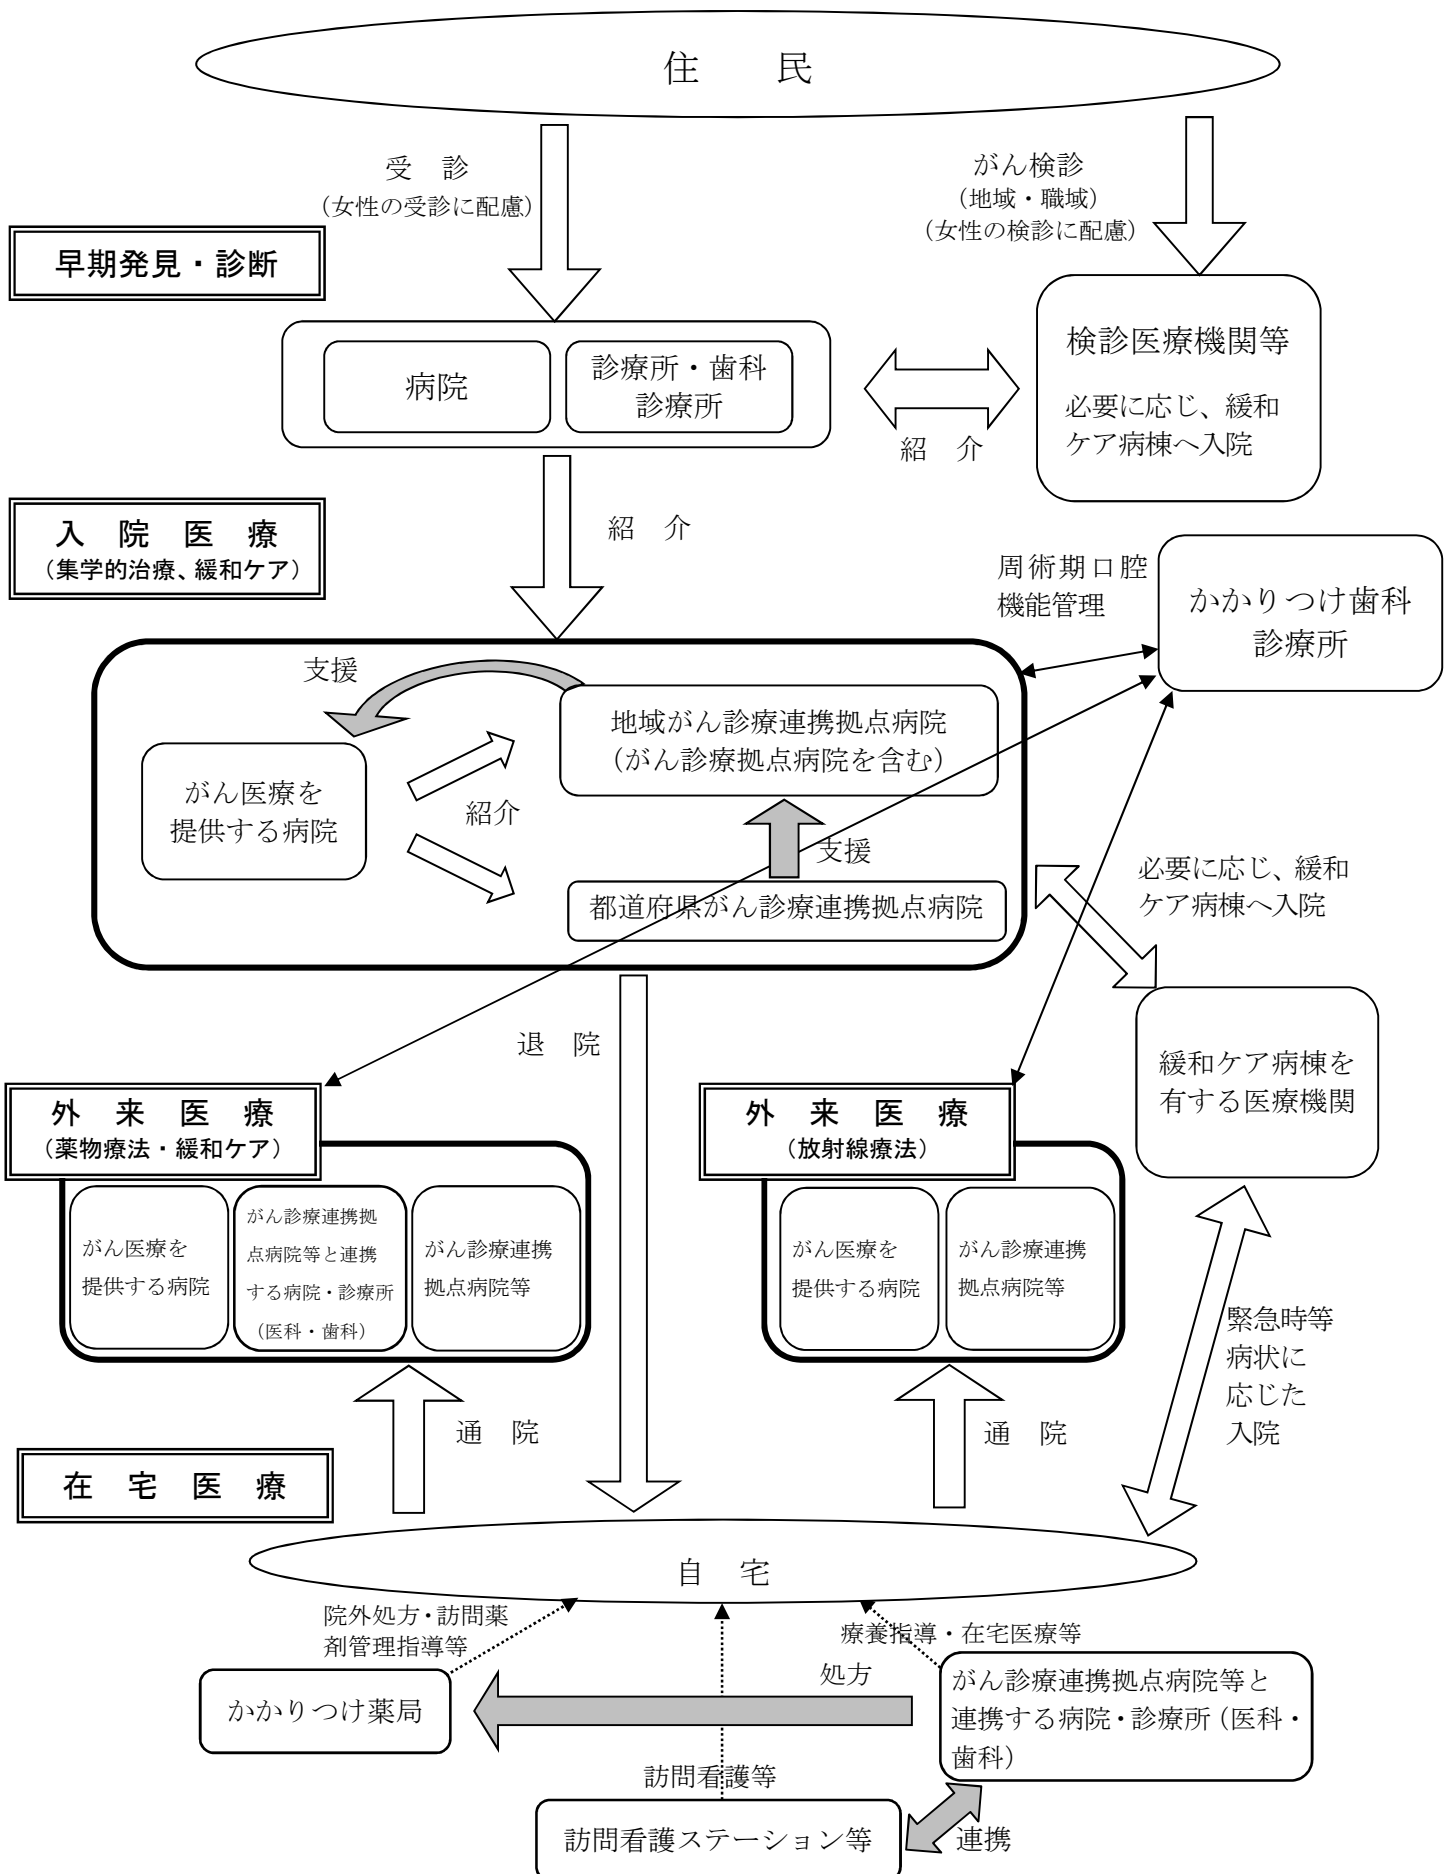 住　民
受　診
（女性の受診に配慮）
がん検診
（地域・職域）
（女性の検診に配慮）
早期発見・診断
病院
診療所・歯科
診療所
紹　介
検診医療機関等
必要に応じ、緩和
ケア病棟へ入院
入　院　医　療
（集学的治療、緩和ケア）
紹　介
周術期口腔
機能管理
かかりつけ歯科
診療所
支援
地域がん診療連携拠点病院
（がん診療拠点病院を含む）
がん医療を
提供する病院
紹介
支援
都道府県がん診療連携拠点病院
必要に応じ、緩和
ケア病棟へ入院
退　院
緩和ケア病棟を
有する医療機関
外　来　医　療
（薬物療法・緩和ケア）
がん医療を
提供する病院
がん診療連携拠
点病院等と連携
する病院・診療所
（医科・歯科）
がん診療連携
拠点病院等
外　来　医　療
（放射線療法）
がん医療を
提供する病院
がん診療連携
拠点病院等
緊急時等
病状に
応じた
入院
通　院
通　院
在　宅　医　療
自　宅
院外処方・訪問薬
剤管理指導等
療養指導・在宅医療等
処方
かかりつけ薬局
がん診療連携拠点病院等と
連携する病院・診療所（医科・
歯科）
訪問看護等
訪問看護ステーション等
連携